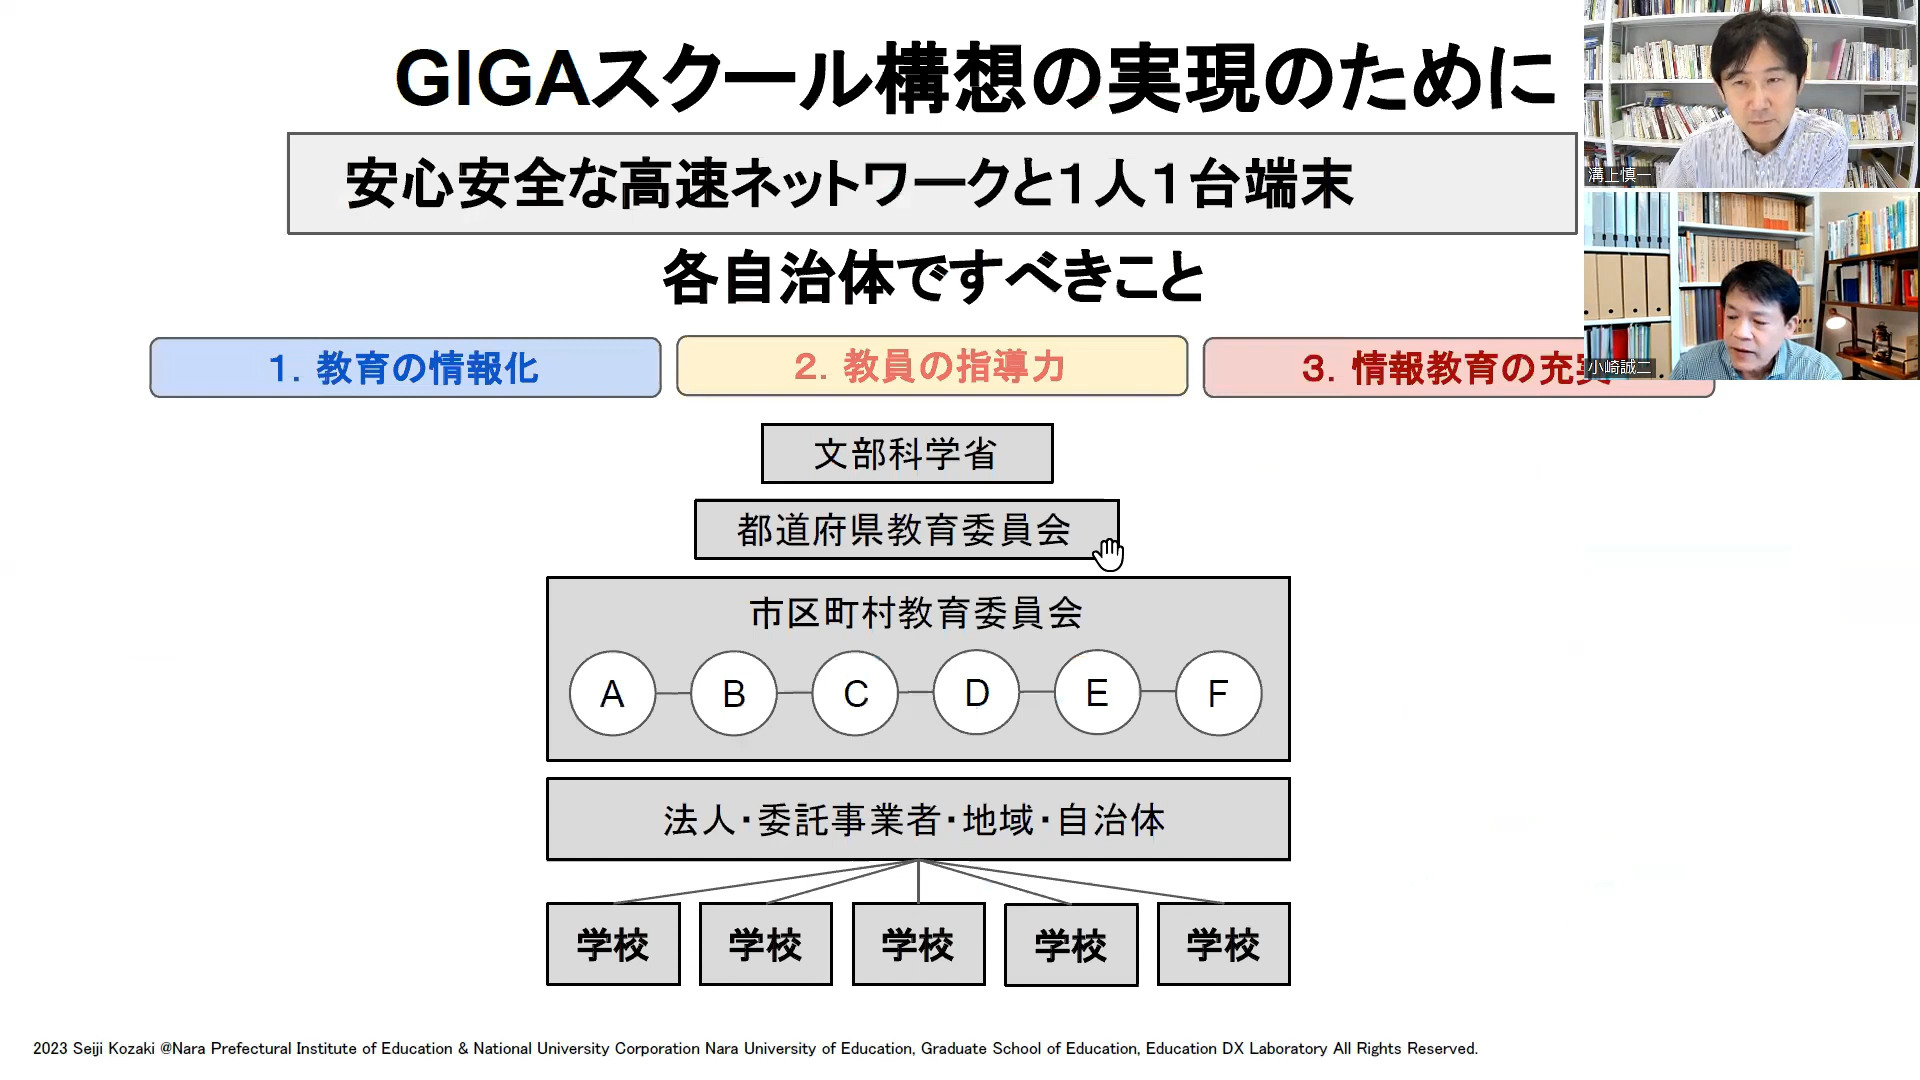 GIGAスクール構想の実現のために
安心安全な高速ネットワークと1人1台端末
各自治体ですべきこと
1. 教育の情報化
2. 教員の指導力
3. 情報教育の充実
文部科学省
都道府県教育委員会
市区町村教育委員会
A B C D E F
法人・委託事業者・地域・自治体
学校 学校 学校 学校 学校
2023 Seiji Kozaki @Nara Prefectural Institute of Education & National University Corporation Nara University of Education, Graduate School of Education, Education DX Laboratory All Rights Reserved.
溝上慎一
小崎誠二